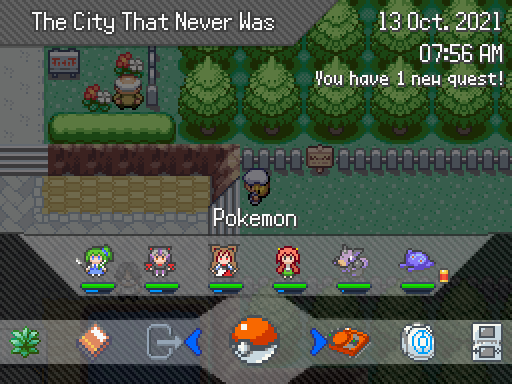 The City That Never Was
13 Oct. 2021
07:56 AM
You have 1 new quest!
Pokemon